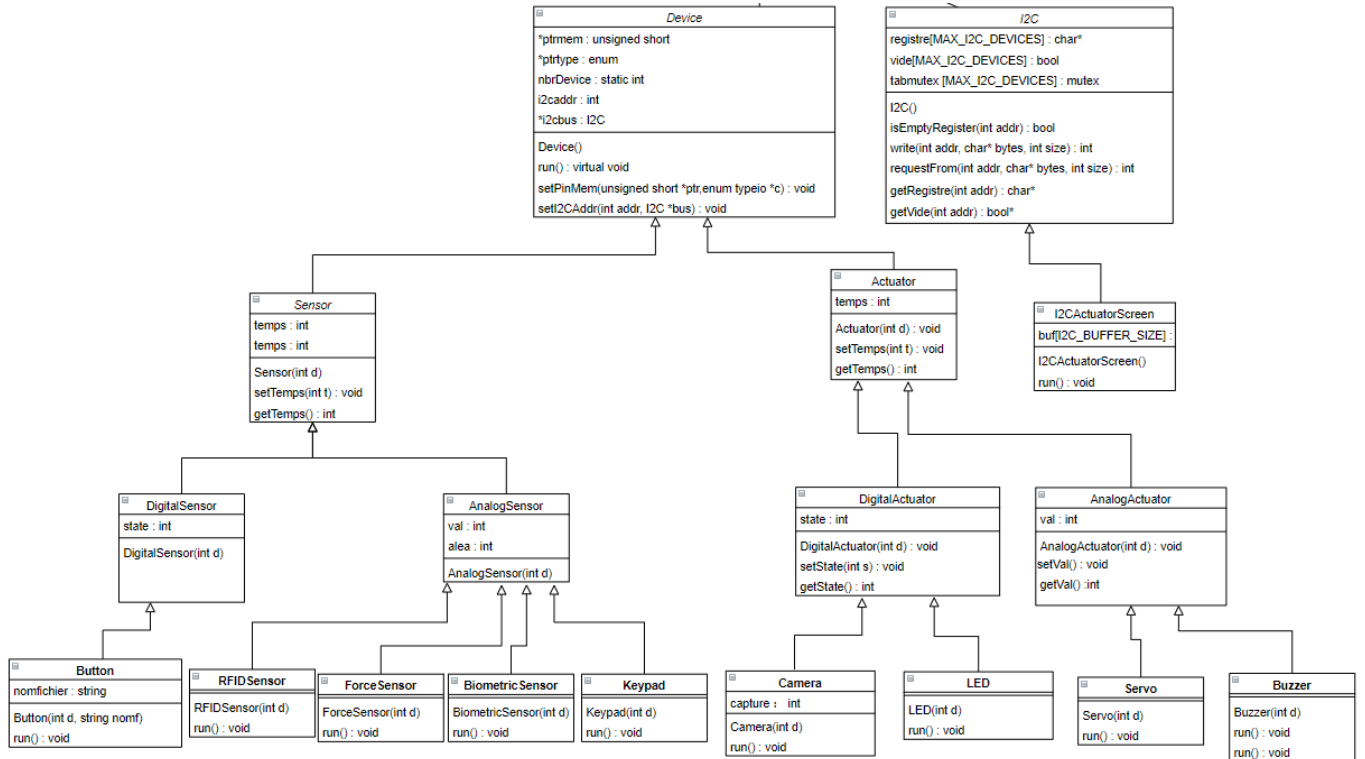 Device
*ptrmem : unsigned short
*ptrtype : enum
nbrDevice : static int
i2caddr : int
*i2cbus : I2C
Device()
run() : virtual void
setPinMem(unsigned short *ptr,enum typeio *c) : void
setI2CAddr(int addr, I2C *bus) : void
I2C
registre[MAX_I2C_DEVICES] : char*
vide[MAX_I2C_DEVICES] : bool
tabmutex [MAX_I2C_DEVICES] : mutex
I2C()
isEmptyRegister(int addr) : bool
write(int addr, char* bytes, int size) : int
requestFrom(int addr, char* bytes, int size) : int
getRegistre(int addr) : char*
getVide(int addr) : bool*
Sensor
temps : int
temps : int
Sensor(int d)
setTemps(int t) : void
getTemps() : int
Actuator
temps : int
Actuator(int d) : void
setTemps(int t) : void
getTemps() : int
I2CActuatorScreen
buf[I2C_BUFFER_SIZE] :
I2CActuatorScreen()
run() : void
DigitalSensor
state : int
DigitalSensor(int d)
AnalogSensor
val : int
alea : int
AnalogSensor(int d)
DigitalActuator
state : int
DigitalActuator(int d) : void
setState(int s) : void
getState() : int
AnalogActuator
val : int
AnalogActuator(int d) : void
setVal() : void
getVal() :int
Button
nomfichier : string
Button(int d, string nomf)
run() : void
RFIDSensor
RFIDSensor(int d)
run() : void
ForceSensor
ForceSensor(int d)
run() : void
BiometricSensor
BiometricSensor(int d)
run() : void
Keypad
Keypad(int d)
run() : void
Camera
capture : int
Camera(int d)
run() : void
LED
LED(int d)
run() : void
Servo
Servo(int d)
run() : void
Buzzer
Buzzer(int d)
run() : void
run() : void